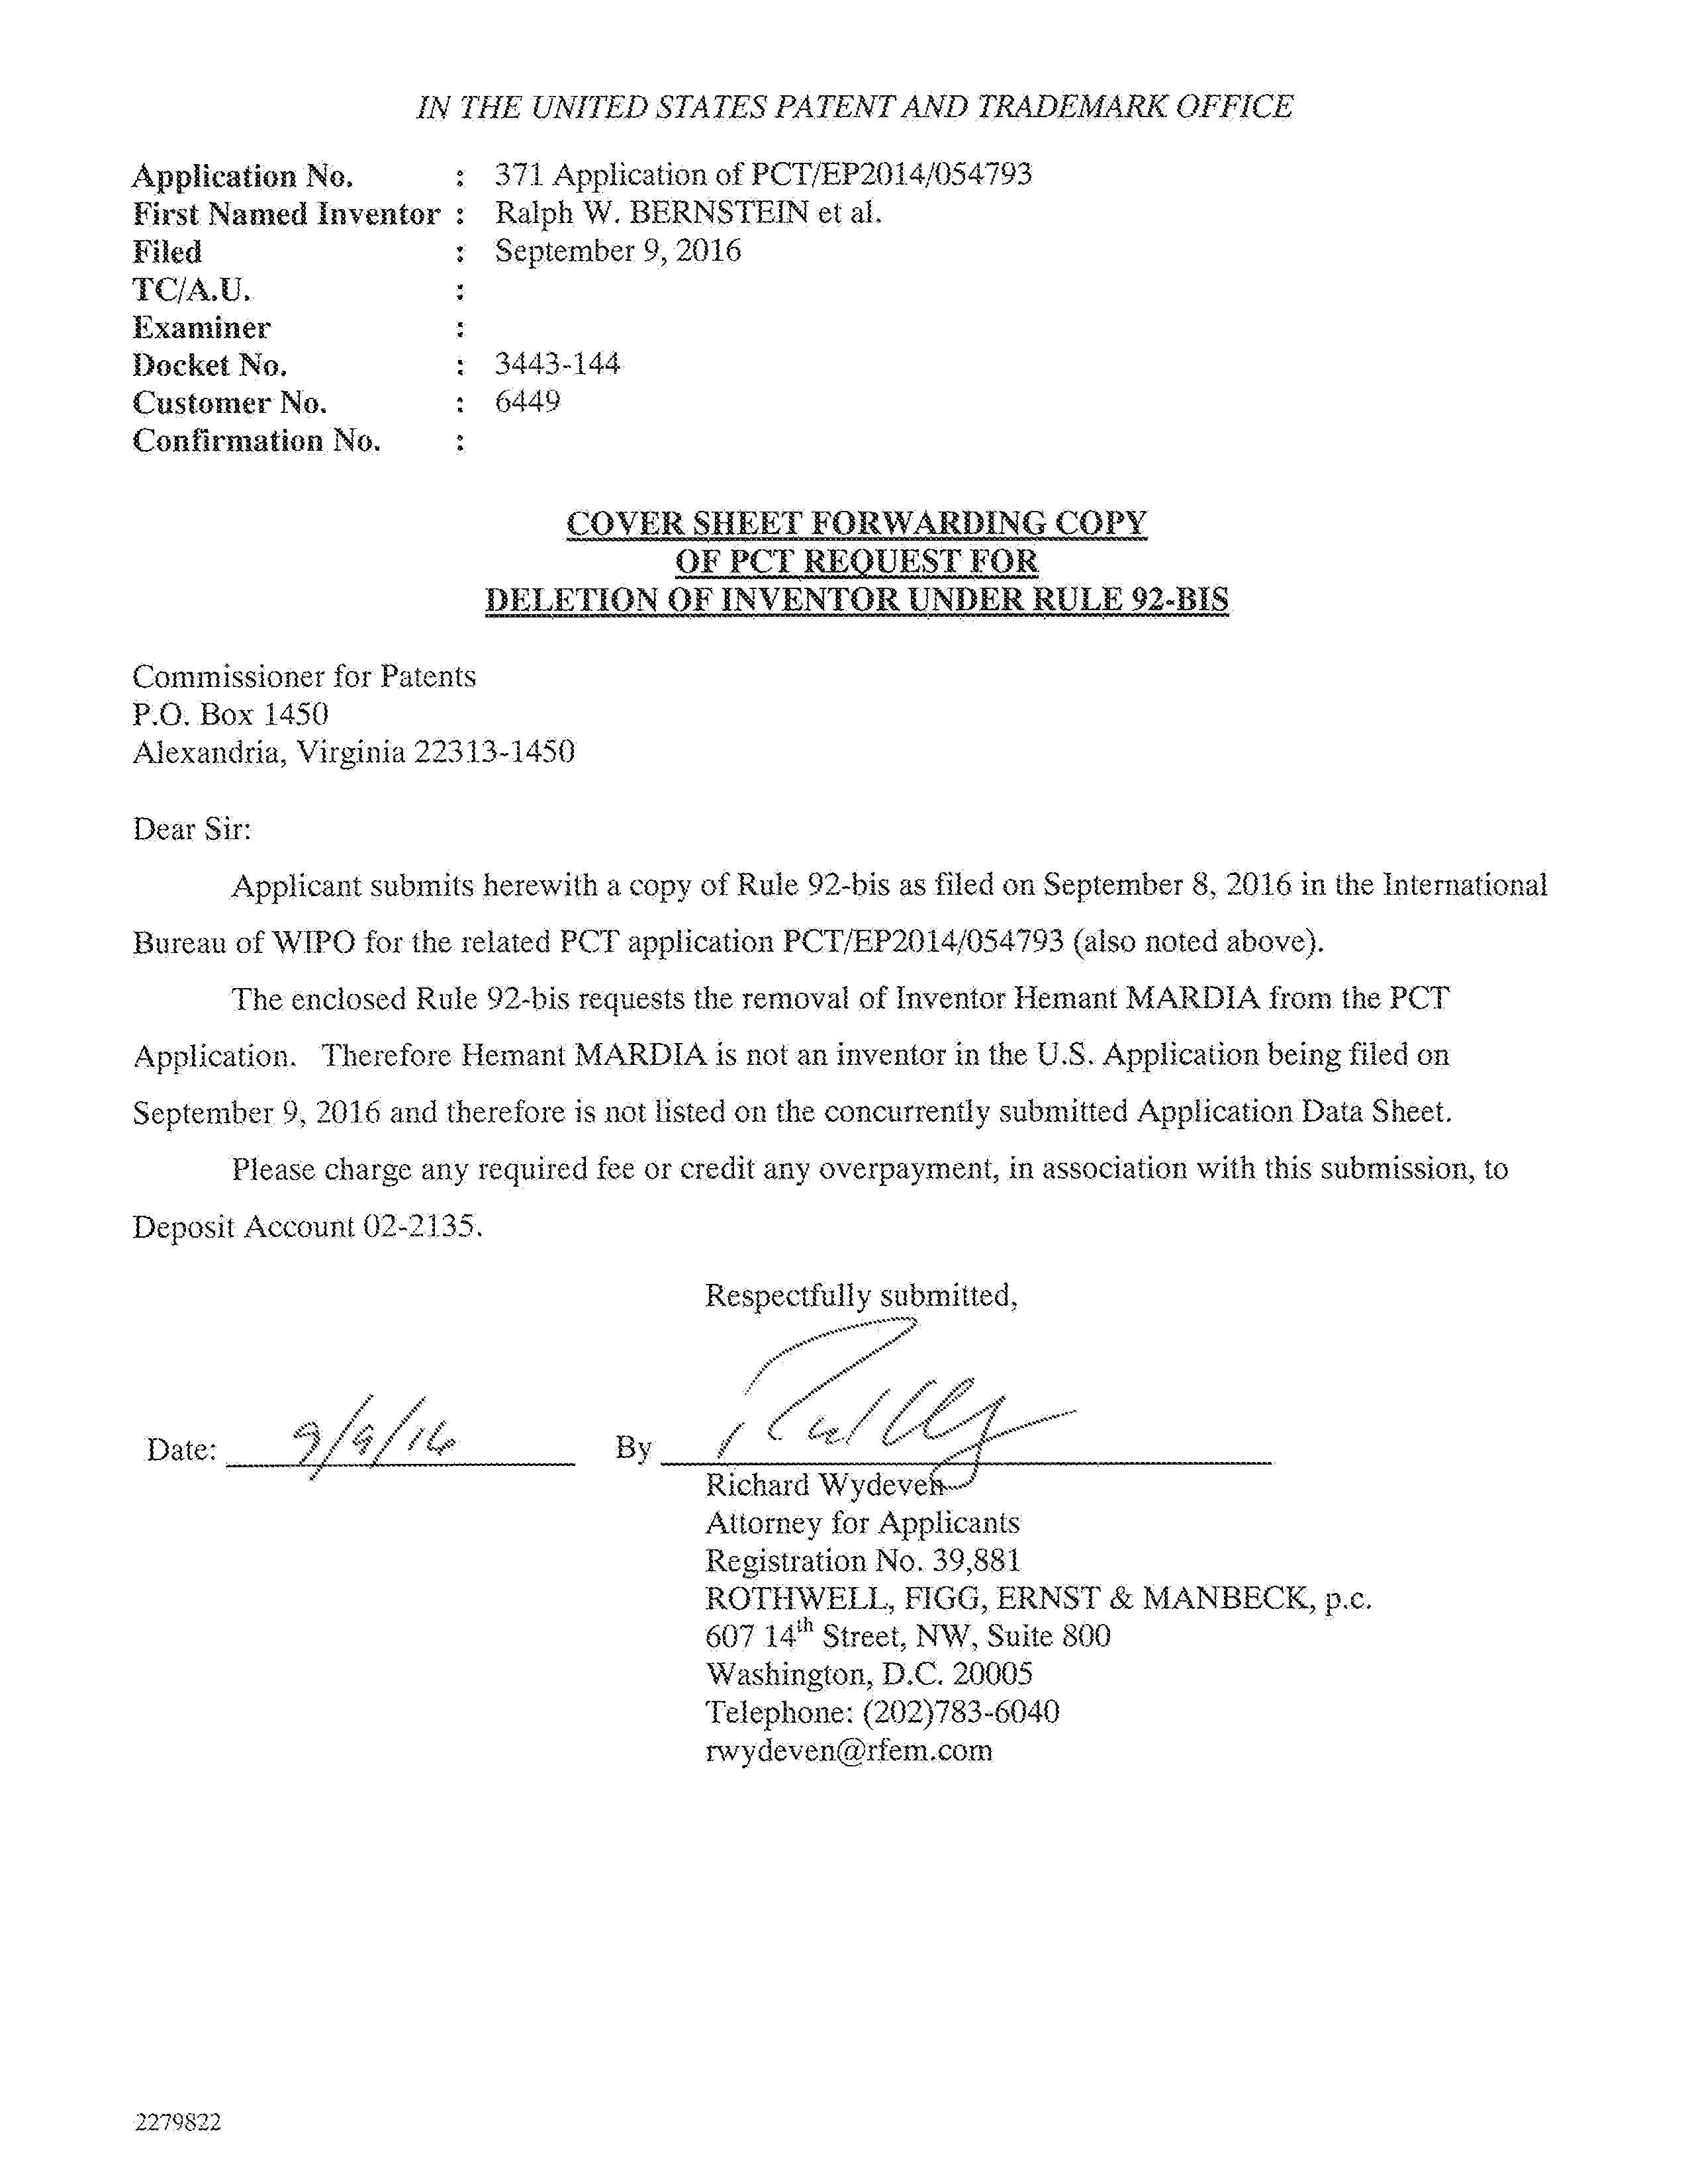 IN THE UNITED STATES PATENT AND TRADEMARK OFFICE
Application No. : 371 Application of PCT/EP2014/054793
First Named Inventor : Ralph W. BERNSTEIN et al.
Filed : September 9, 2016
TC/A.U. :
Examiner :
Docket No. : 3443-144
Customer No. : 6449
Confirmation No. :
COVER SHEET FORWARDING COPY
OF PCT REQUEST FOR
DELETION OF INVENTOR UNDER RULE 92-BIS
Commissioner for Patents
P.O. Box 1450
Alexandria, Virginia 22313-1450
Dear Sir:
Applicant submits herewith a copy of Rule 92-bis as filed on September 8, 2016 in the International
Bureau of WIPO for the related PCT application PCT/EP2014/054793 (also noted above).
The enclosed Rule 92-bis requests the removal of Inventor Hemant MARDIA from the PCT
Application. Therefore Hemant MARDIA is not an inventor in the U.S. Application being filed on
September 9, 2016 and therefore is not listed on the concurrently submitted Application Data Sheet.
Please charge any required fee or credit any overpayment, in association with this submission, to
Deposit Account 02-2135.
Respectfully submitted,
Date: 9/9/16 By
Richard Wydeven
Attorney for Applicants
Registration No. 39,881
ROTHWELL, FIGG, ERNST & MANBECK, p.c.
607 14th Street, NW, Suite 800
Washington, D.C. 20005
Telephone: (202)783-6040
rwydeven@rfem.com
2279822